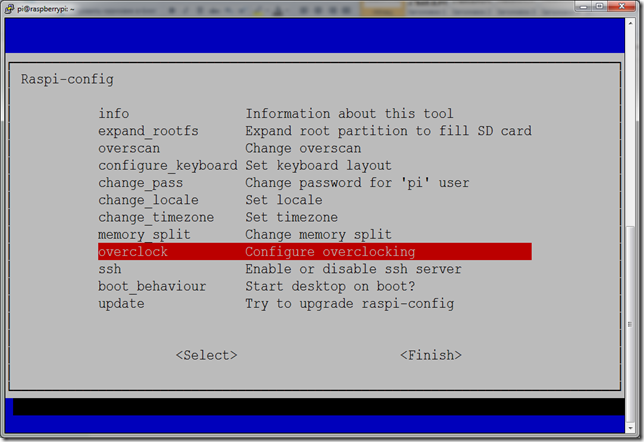 pi@raspberrypi: ~
Raspi-config
info Information about this tool
expand_rootfs Expand root partition to fill SD card
overscan Change overscan
configure_keyboard Set keyboard layout
change_pass Change password for 'pi' user
change_locale Set locale
change_timezone Set timezone
memory_split Change memory split
overclock Configure overclocking
ssh Enable or disable ssh server
boot_behaviour Start desktop on boot?
update Try to upgrade raspi-config
<Select> <Finish>